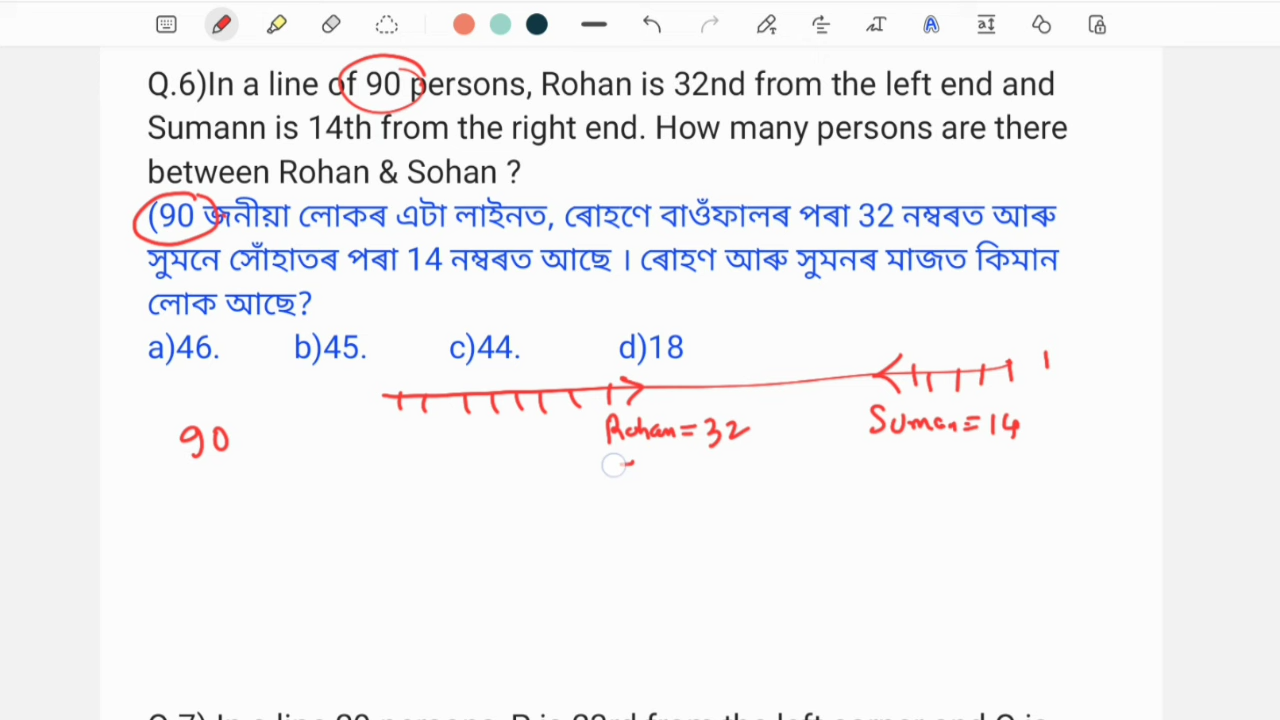 Q.6)In a line of 90 persons, Rohan is 32nd from the left end and
Sumann is 14th from the right end. How many persons are there
between Rohan & Sohan ?
(90 জনীয়া লোকৰ এটা লাইনত, ৰোহণে বাওঁফালৰ পৰা 32 নম্বৰত আৰু
সুমনে সোঁহাতৰ পৰা 14 নম্বৰত আছে । ৰোহণ আৰু সুমনৰ মাজত কিমান
লোক আছে?
a)46. b)45. c)44. d)18
90 Rohan = 32 Suman = 14